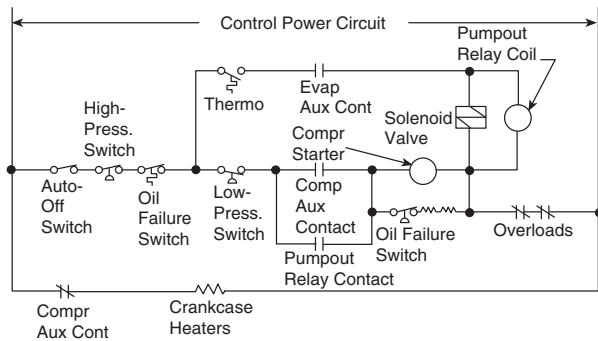 Control Power Circuit
Pumpout
Relay Coil
Thermo
Evap
Aux Cont
Solenoid
Valve
High-
Press.
Switch
Compr
Starter
Auto-
Off
Switch
Oil
Failure
Switch
Low-
Press.
Switch
Comp
Aux
Contact
Oil Failure
Switch
Overloads
Pumpout
Relay Contact
Compr
Aux Cont
Crankcase
Heaters